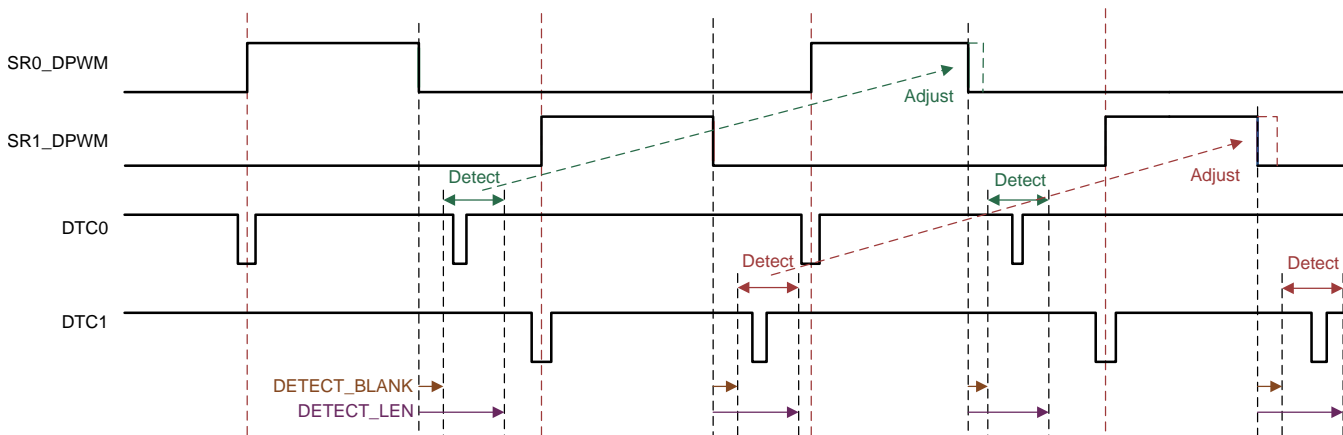 SR0_DPWM
Adjust
SR1_DPWM
Detect
Detect
Adjust
DTC0
Detect
Detect
DTC1
DETECT_BLANK
DETECT_LEN